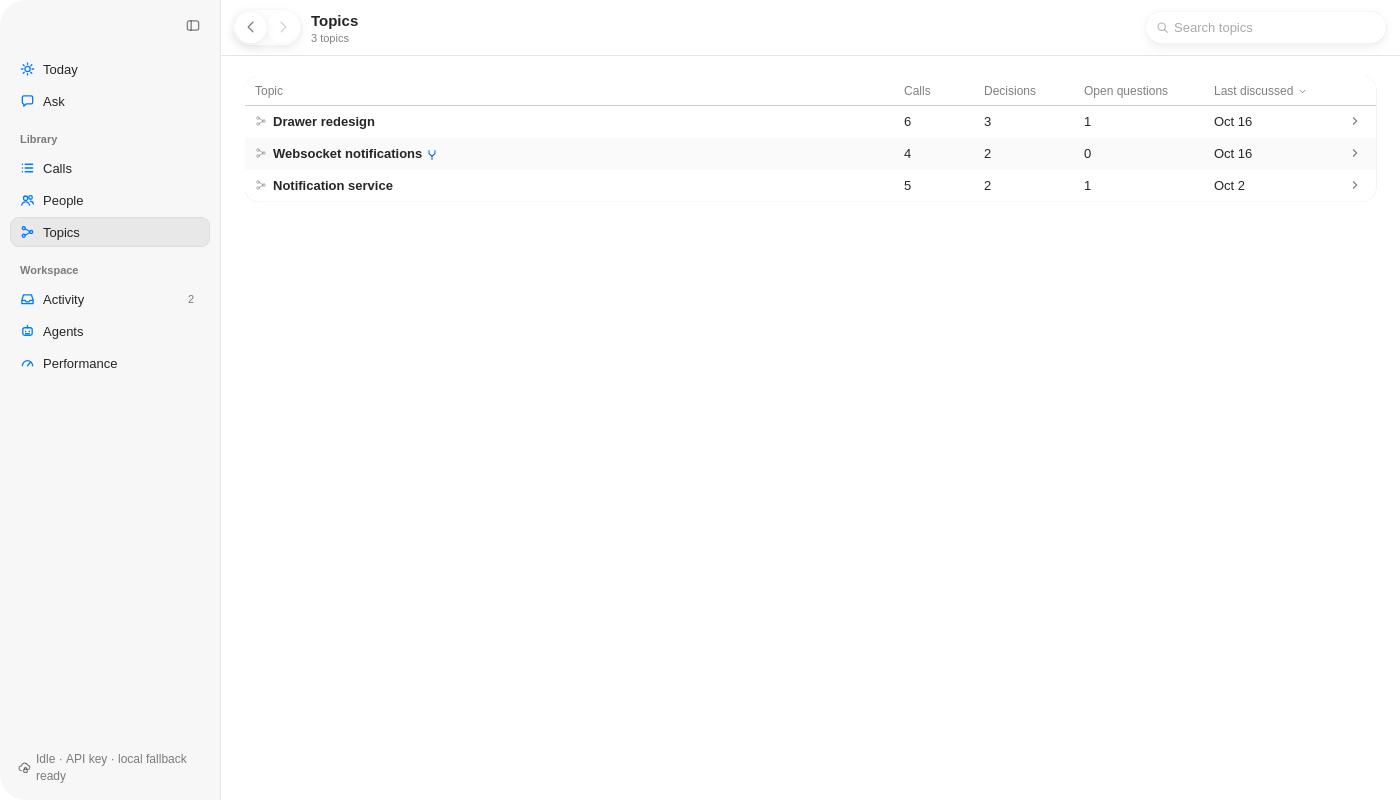 Today
Ask
Library
Calls
People
Topics
Workspace
Activity 2
Agents
Performance
Idle · API key · local fallback
ready
Topics
3 topics
Search topics
Topic Calls Decisions Open questions Last discussed
Drawer redesign 6 3 1 Oct 16
Websocket notifications 4 2 0 Oct 16
Notification service 5 2 1 Oct 2